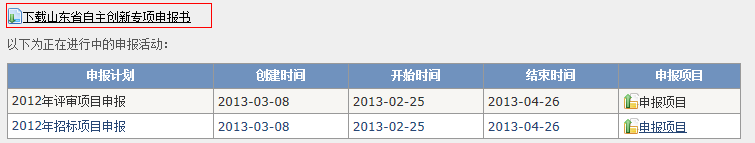 下载山东省自主创新专项申报书
以下为正在进行中的申报活动：
申报计划 创建时间 开始时间 结束时间 申报项目
2012年评审项目申报 2013-03-08 2013-02-25 2013-04-26 申报项目
2012年招标项目申报 2013-03-08 2013-02-25 2013-04-26 申报项目